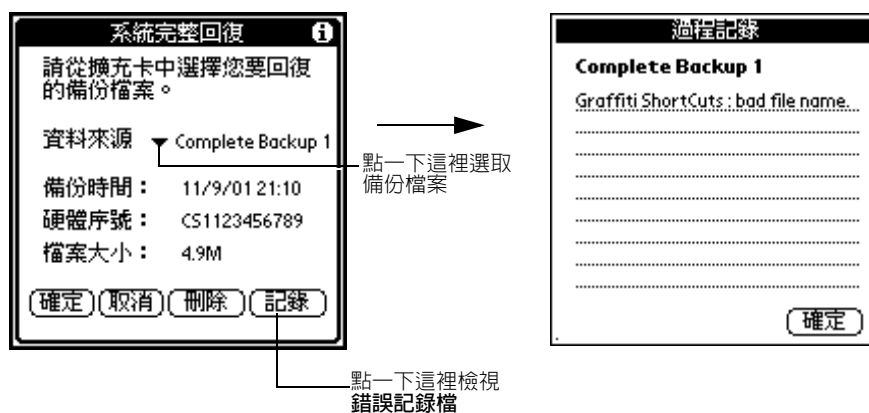 系統完整回復
請從擴充卡中選擇您要回復
的備份檔案。
資料來源 Complete Backup 1
備份時間： 11/9/01 21:10
硬體序號： CS1123456789
檔案大小： 4.9M
確定 取消 刪除 記錄
點一下這裡選取
備份檔案
點一下這裡檢視
錯誤記錄檔
過程記錄
Complete Backup 1
Graffiti ShortCuts : bad file name.
確定